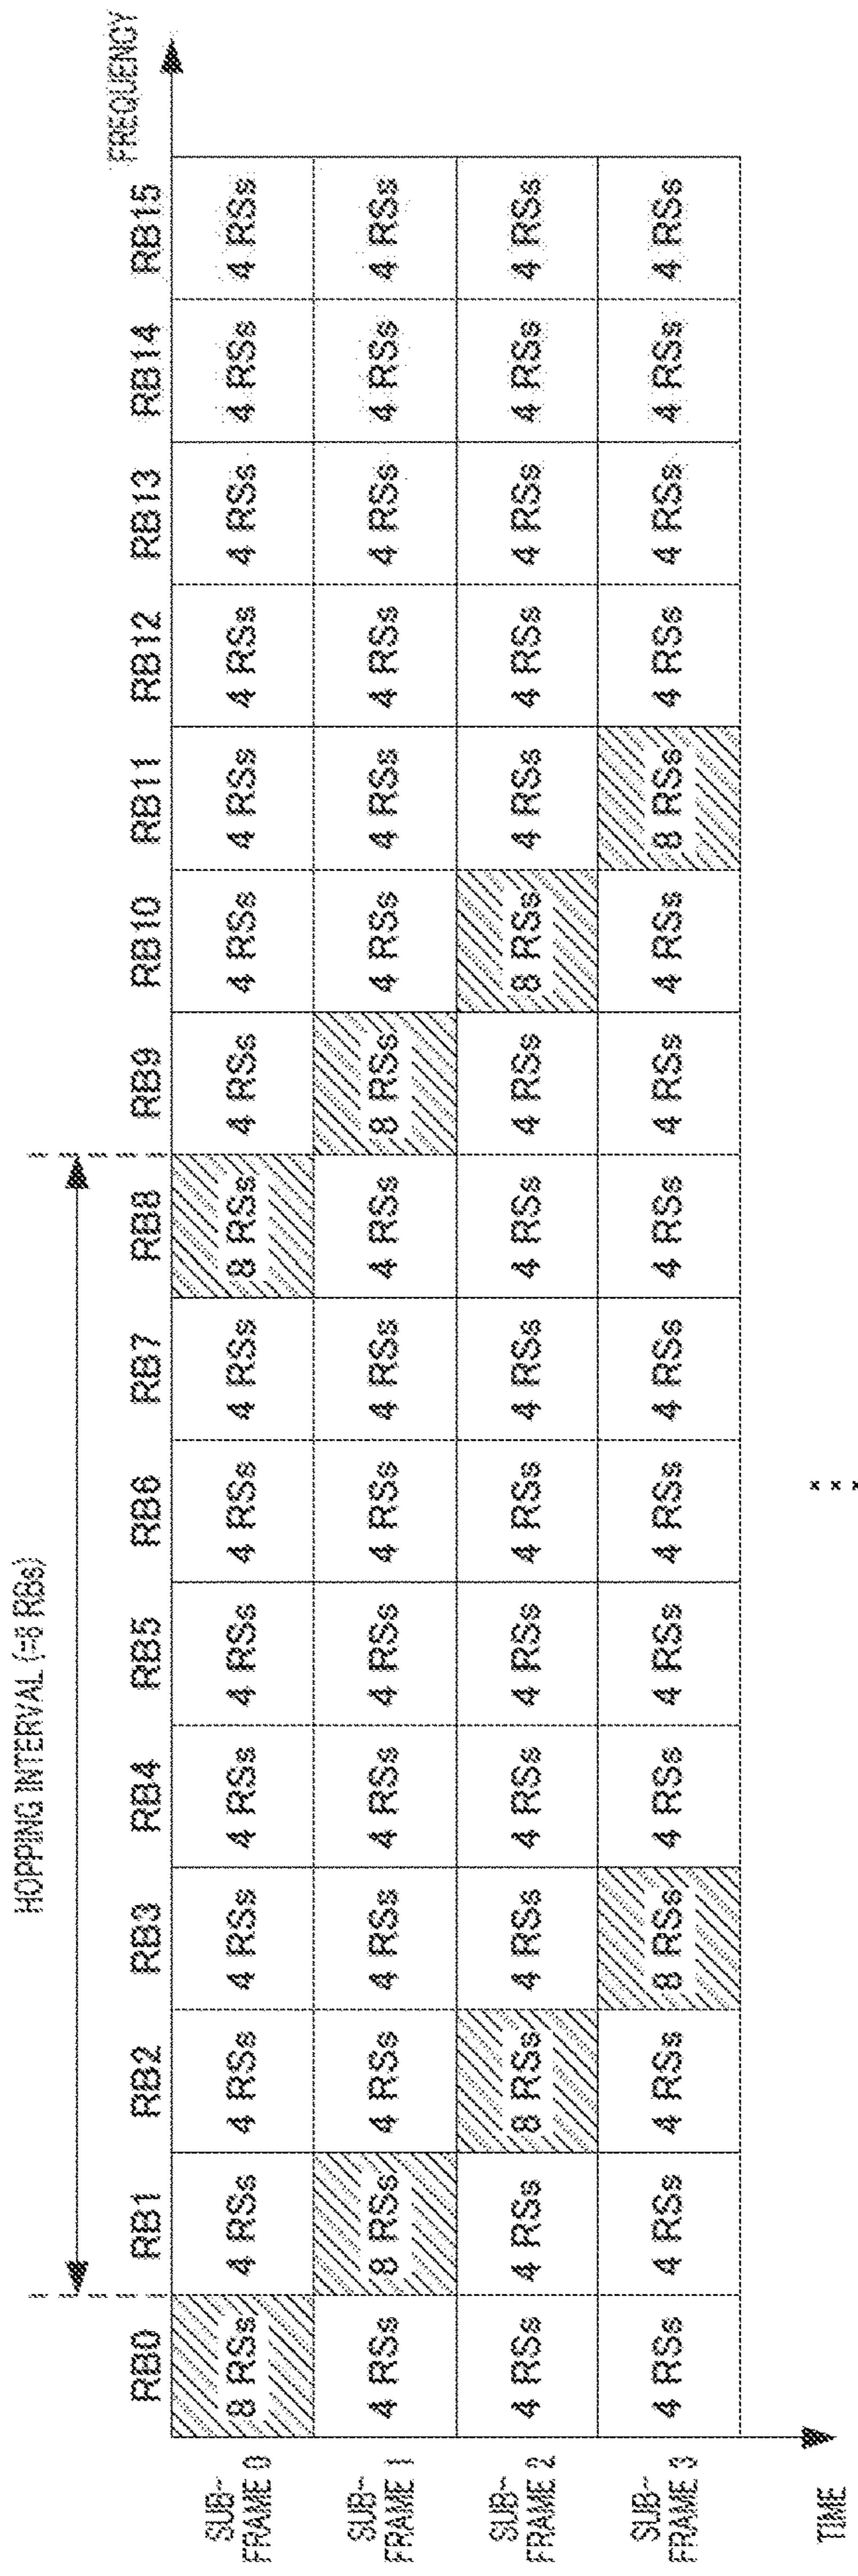 HOPPING INTERVAL (=8 RBs)
RB0 RB1 RB2 RB3 RB4 RB5 RB6 RB7 RB8 RB9 RB10 RB11 RB12 RB13 RB14 RB15
FREQUENCY
SUB-
FRAME 0
8 RSs 4 RSs 4 RSs 4 RSs 4 RSs 4 RSs 4 RSs 4 RSs 8 RSs 4 RSs 4 RSs 4 RSs 4 RSs 4 RSs 4 RSs 4 RSs
SUB-
FRAME 1
4 RSs 8 RSs 4 RSs 4 RSs 4 RSs 4 RSs 4 RSs 4 RSs 4 RSs 8 RSs 4 RSs 4 RSs 4 RSs 4 RSs 4 RSs 4 RSs
SUB-
FRAME 2
4 RSs 4 RSs 8 RSs 4 RSs 4 RSs 4 RSs 4 RSs 4 RSs 4 RSs 4 RSs 8 RSs 4 RSs 4 RSs 4 RSs 4 RSs 4 RSs
SUB-
FRAME 3
4 RSs 4 RSs 4 RSs 8 RSs 4 RSs 4 RSs 4 RSs 4 RSs 4 RSs 4 RSs 4 RSs 8 RSs 4 RSs 4 RSs 4 RSs 4 RSs
TIME